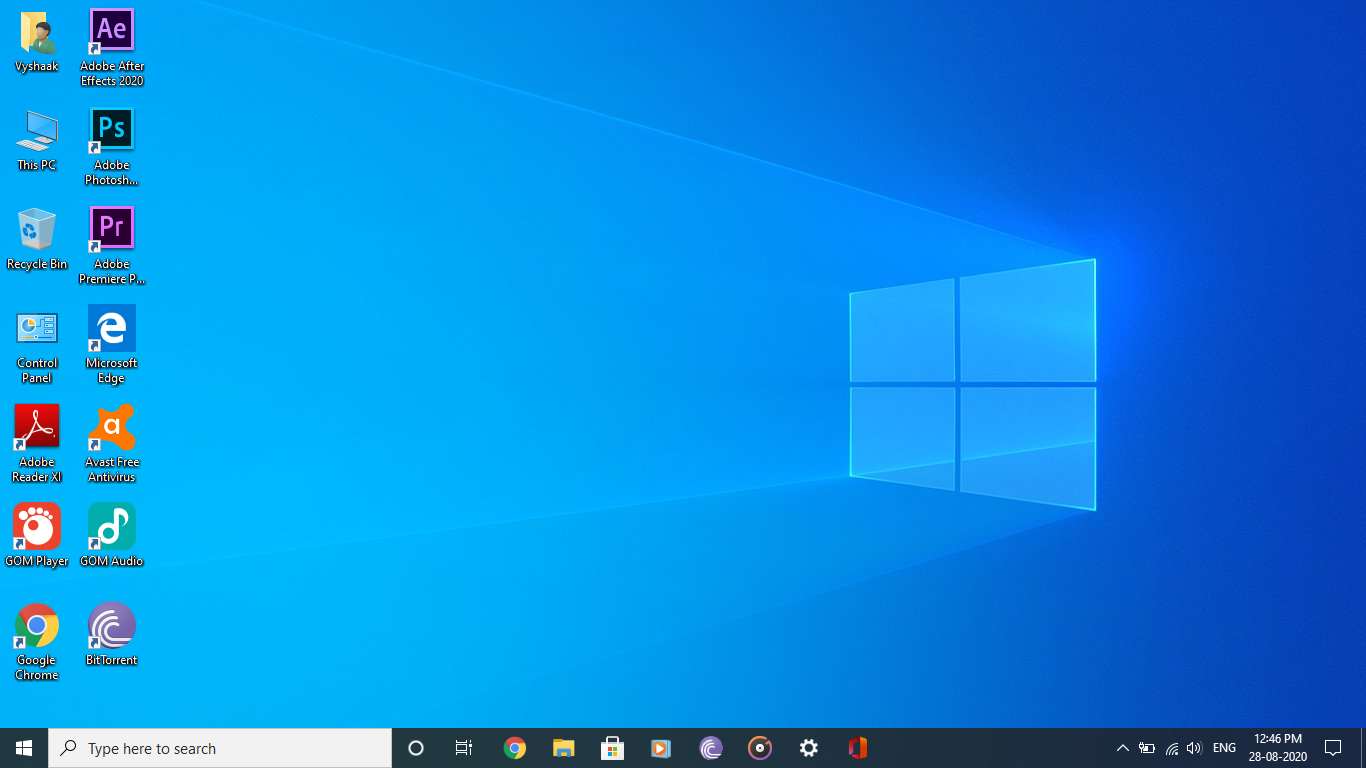 Vyshaak
Ae
Adobe After
Effects 2020
This PC
Ps
Adobe
Photosh...
Recycle Bin
Pr
Adobe
Premiere P...
Control
Panel
Microsoft
Edge
Adobe
Reader XI
a
Avast Free
Antivirus
GOM Player
GOM Audio
Google
Chrome
BitTorrent
Type here to search
ENG
12:46 PM
28-08-2020